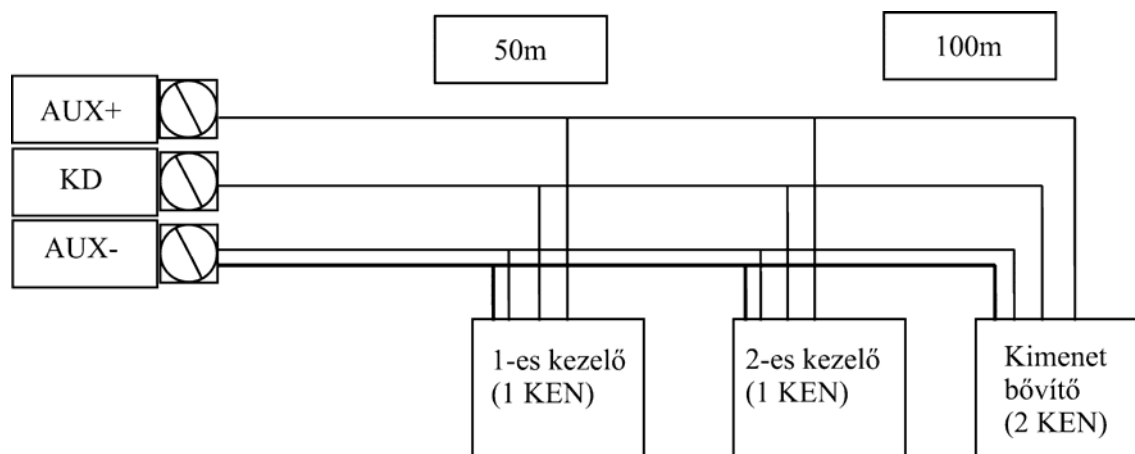 50m
100m
AUX+
KD
AUX-
1-es kezelő
(1 KEN)
2-es kezelő
(1 KEN)
Kimenet
bővítő
(2 KEN)